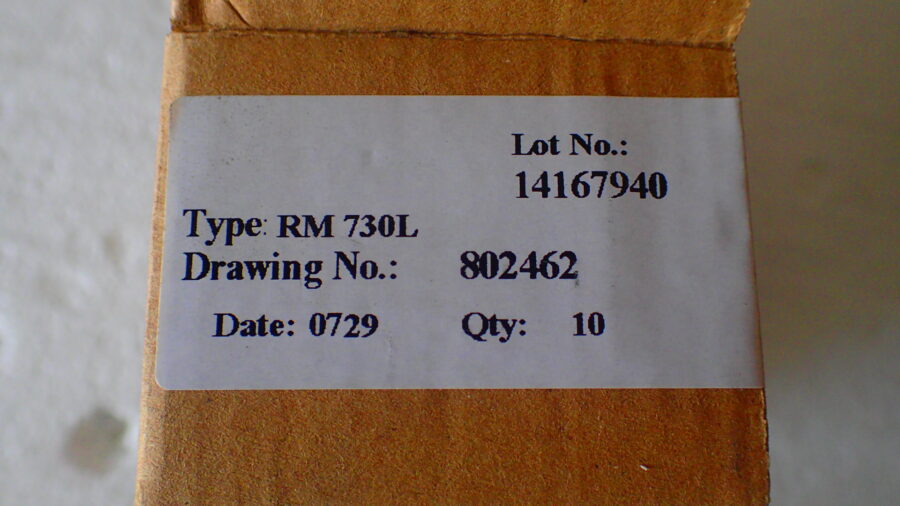 Lot No.:
14167940
Type: RM 730L
Drawing No.: 802462
Date: 0729 Qty: 10